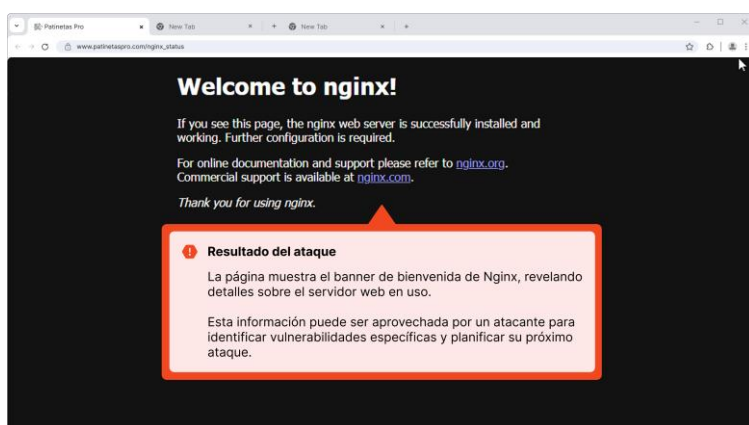 Patinetas Pro
New Tab
New Tab
www.patinetaspro.com/nginx_status
Welcome to nginx!
If you see this page, the nginx web server is successfully installed and
working. Further configuration is required.
For online documentation and support please refer to nginx.org.
Commercial support is available at nginx.com.
Thank you for using nginx.
Resultado del ataque
La página muestra el banner de bienvenida de Nginx, revelando
detalles sobre el servidor web en uso.
Esta información puede ser aprovechada por un atacante para
identificar vulnerabilidades específicas y planificar su próximo
ataque.